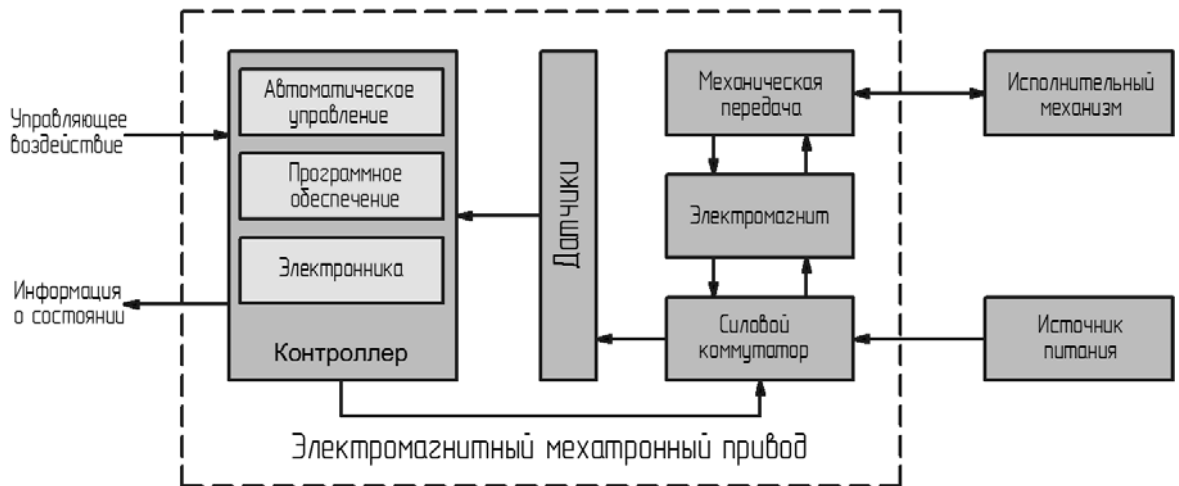 Управляющее
воздействие
Информация
о состоянии
Автоматическое
управление
Программное
обеспечение
Электроника
Контроллер
Датчики
Механическая
передача
Электромагнит
Силовой
коммутатор
Исполнительный
механизм
Источник
питания
Электромагнитный мехатронный привод